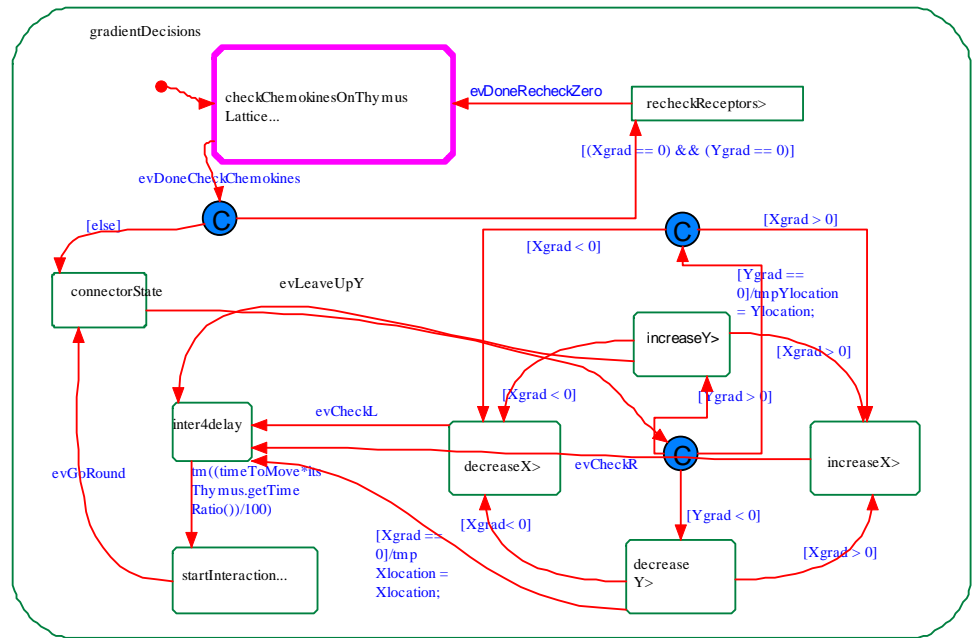 gradientDecisions
checkChemokinesOnThymus
Lattice...
evDoneRecheckZero
recheckReceptors>
[(Xgrad == 0) && (Ygrad == 0)]
evDoneCheckChemokines
C
[else]
C
[Xgrad < 0]
[Xgrad > 0]
connectorState
evLeaveUpY
[Ygrad ==
0]/tmpYlocation
= Ylocation;
increaseY>
[Xgrad > 0]
[Xgrad < 0]
[Ygrad > 0]
inter4delay
evCheckL
decreaseX>
C
evCheckR
increaseX>
evGoRound
tm((timeToMove*its
Thymus.getTime
Ratio())/100)
[Xgrad< 0]
[Ygrad < 0]
[Xgrad ==
0]/tmp
Xlocation =
Xlocation;
[Xgrad > 0]
decrease
Y>
startInteraction...